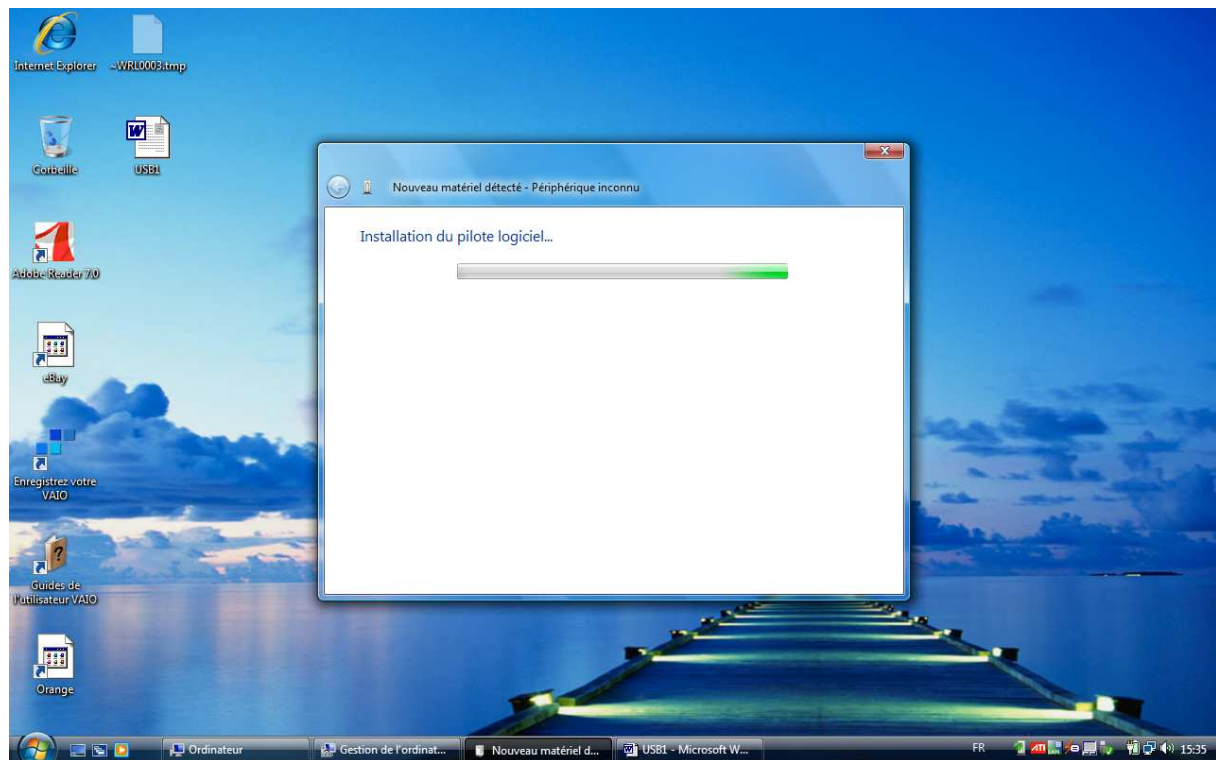 Internet Explorer
~WRL0003.tmp
Corbeille
USB1
Adobe Reader 7.0
eBay
Enregistrez votre
VAIO
Guides de
l'utilisateur VAIO
Orange
Nouveau matériel détecté - Périphérique inconnu
Installation du pilote logiciel...
Ordinateur
Gestion de l'ordinat...
Nouveau matériel d...
USB1 - Microsoft W...
FR
ATI
15:35